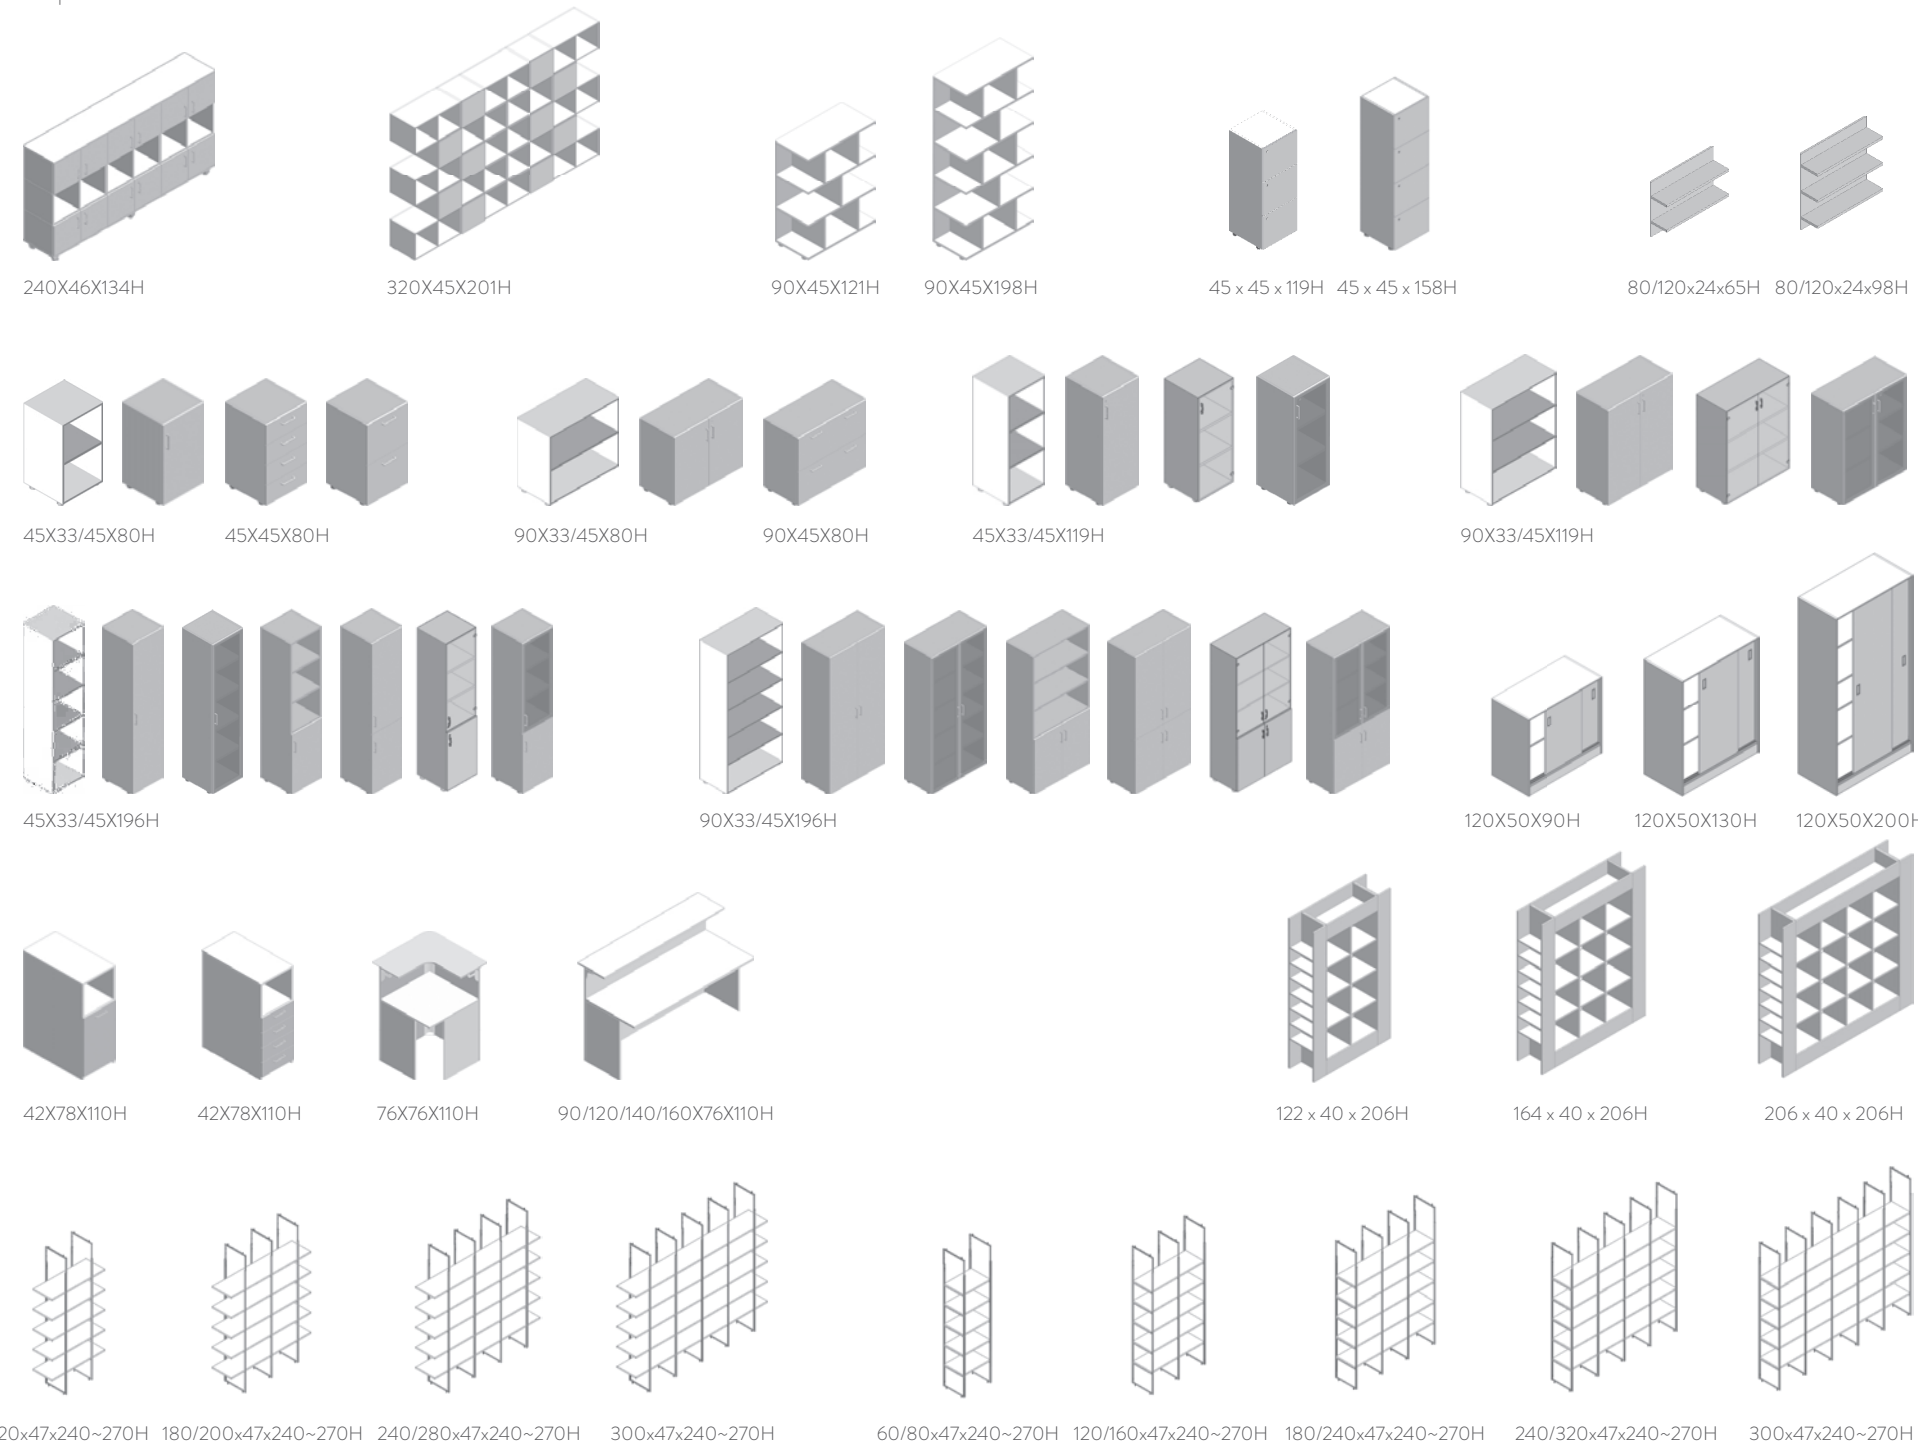 240X46X134H
320X45X201H
90X45X121H
90X45X198H
45 x 45 x 119H
45 x 45 x 158H
80/120x24x65H
80/120x24x98H
45X33/45X80H
45X45X80H
90X33/45X80H
90X45X80H
45X33/45X119H
90X33/45X119H
45X33/45X196H
90X33/45X196H
120X50X90H
120X50X130H
120X50X200H
42X78X110H
42X78X110H
76X76X110H
90/120/140/160X76X110H
122 x 40 x 206H
164 x 40 x 206H
206 x 40 x 206H
20x47x240~270H
180/200x47x240~270H
240/280x47x240~270H
300x47x240~270H
60/80x47x240~270H
120/160x47x240~270H
180/240x47x240~270H
240/320x47x240~270H
300x47x240~270H